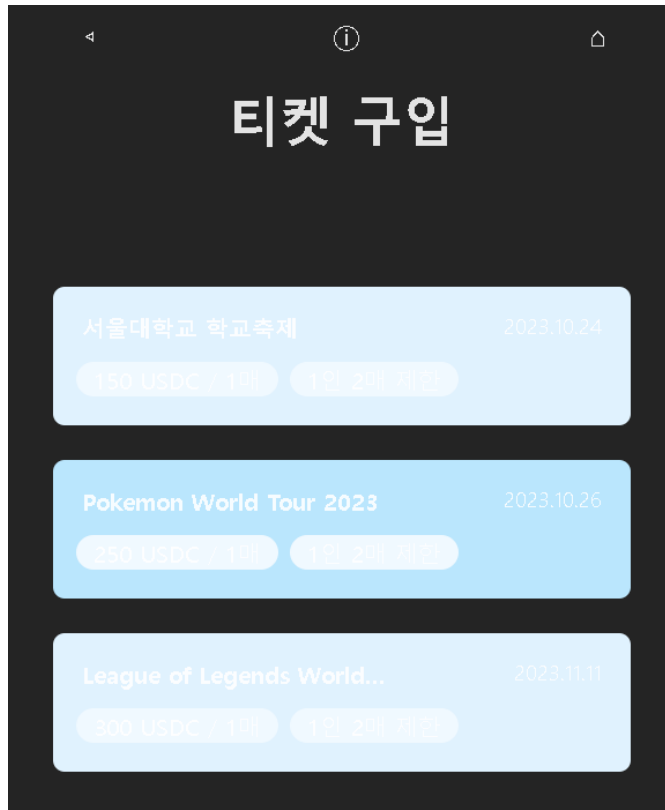 티켓 구입
서울대학교 학교축제 2023.10.24
150 USDC / 1매 1인 2매 제한
Pokemon World Tour 2023 2023.10.26
250 USDC / 1매 1인 2매 제한
League of Legends World... 2023.11.11
300 USDC / 1매 1인 2매 제한